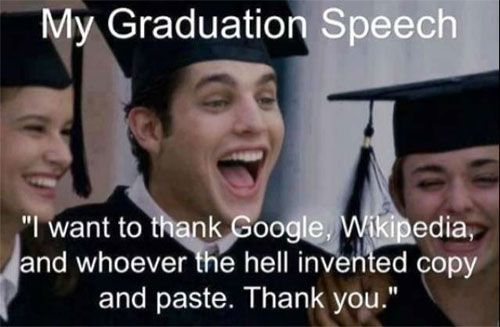 My Graduation Speech
"I want to thank Google, Wikipedia,
and whoever the hell invented copy
and paste. Thank you."